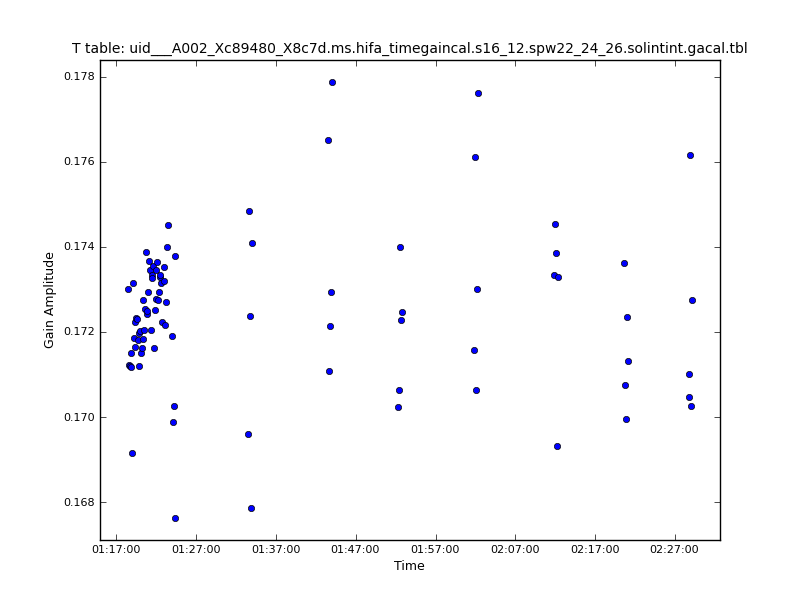 T table: uid___A002_Xc89480_X8c7d.ms.hifa_timegaincal.s16_12.spw22_24_26.solintint.gacal.tbl
0.178
0.176
0.174
0.172
0.170
0.168
Gain Amplitude
01:17:00 01:27:00 01:37:00 01:47:00 01:57:00 02:07:00 02:17:00 02:27:00
Time